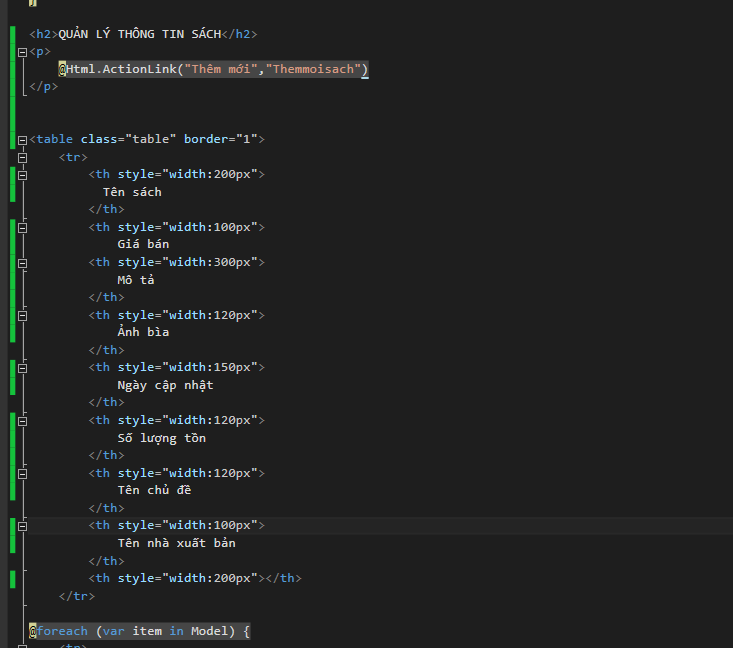 }
<h2>QUẢN LÝ THÔNG TIN SÁCH</h2>
<p>
@Html.ActionLink("Thêm mới","Themmoisach")
</p>
<table class="table" border="1">
<tr>
<th style="width:200px">
Tên sách
</th>
<th style="width:100px">
Giá bán
<th style="width:300px">
Mô tả
</th>
<th style="width:120px">
Ảnh bìa
</th>
<th style="width:150px">
Ngày cập nhật
</th>
<th style="width:120px">
Số lượng tồn
</th>
<th style="width:120px">
Tên chủ đề
</th>
<th style="width:100px">
Tên nhà xuất bản
</th>
<th style="width:200px"></th>
</tr>
@foreach (var item in Model) {
<tr>